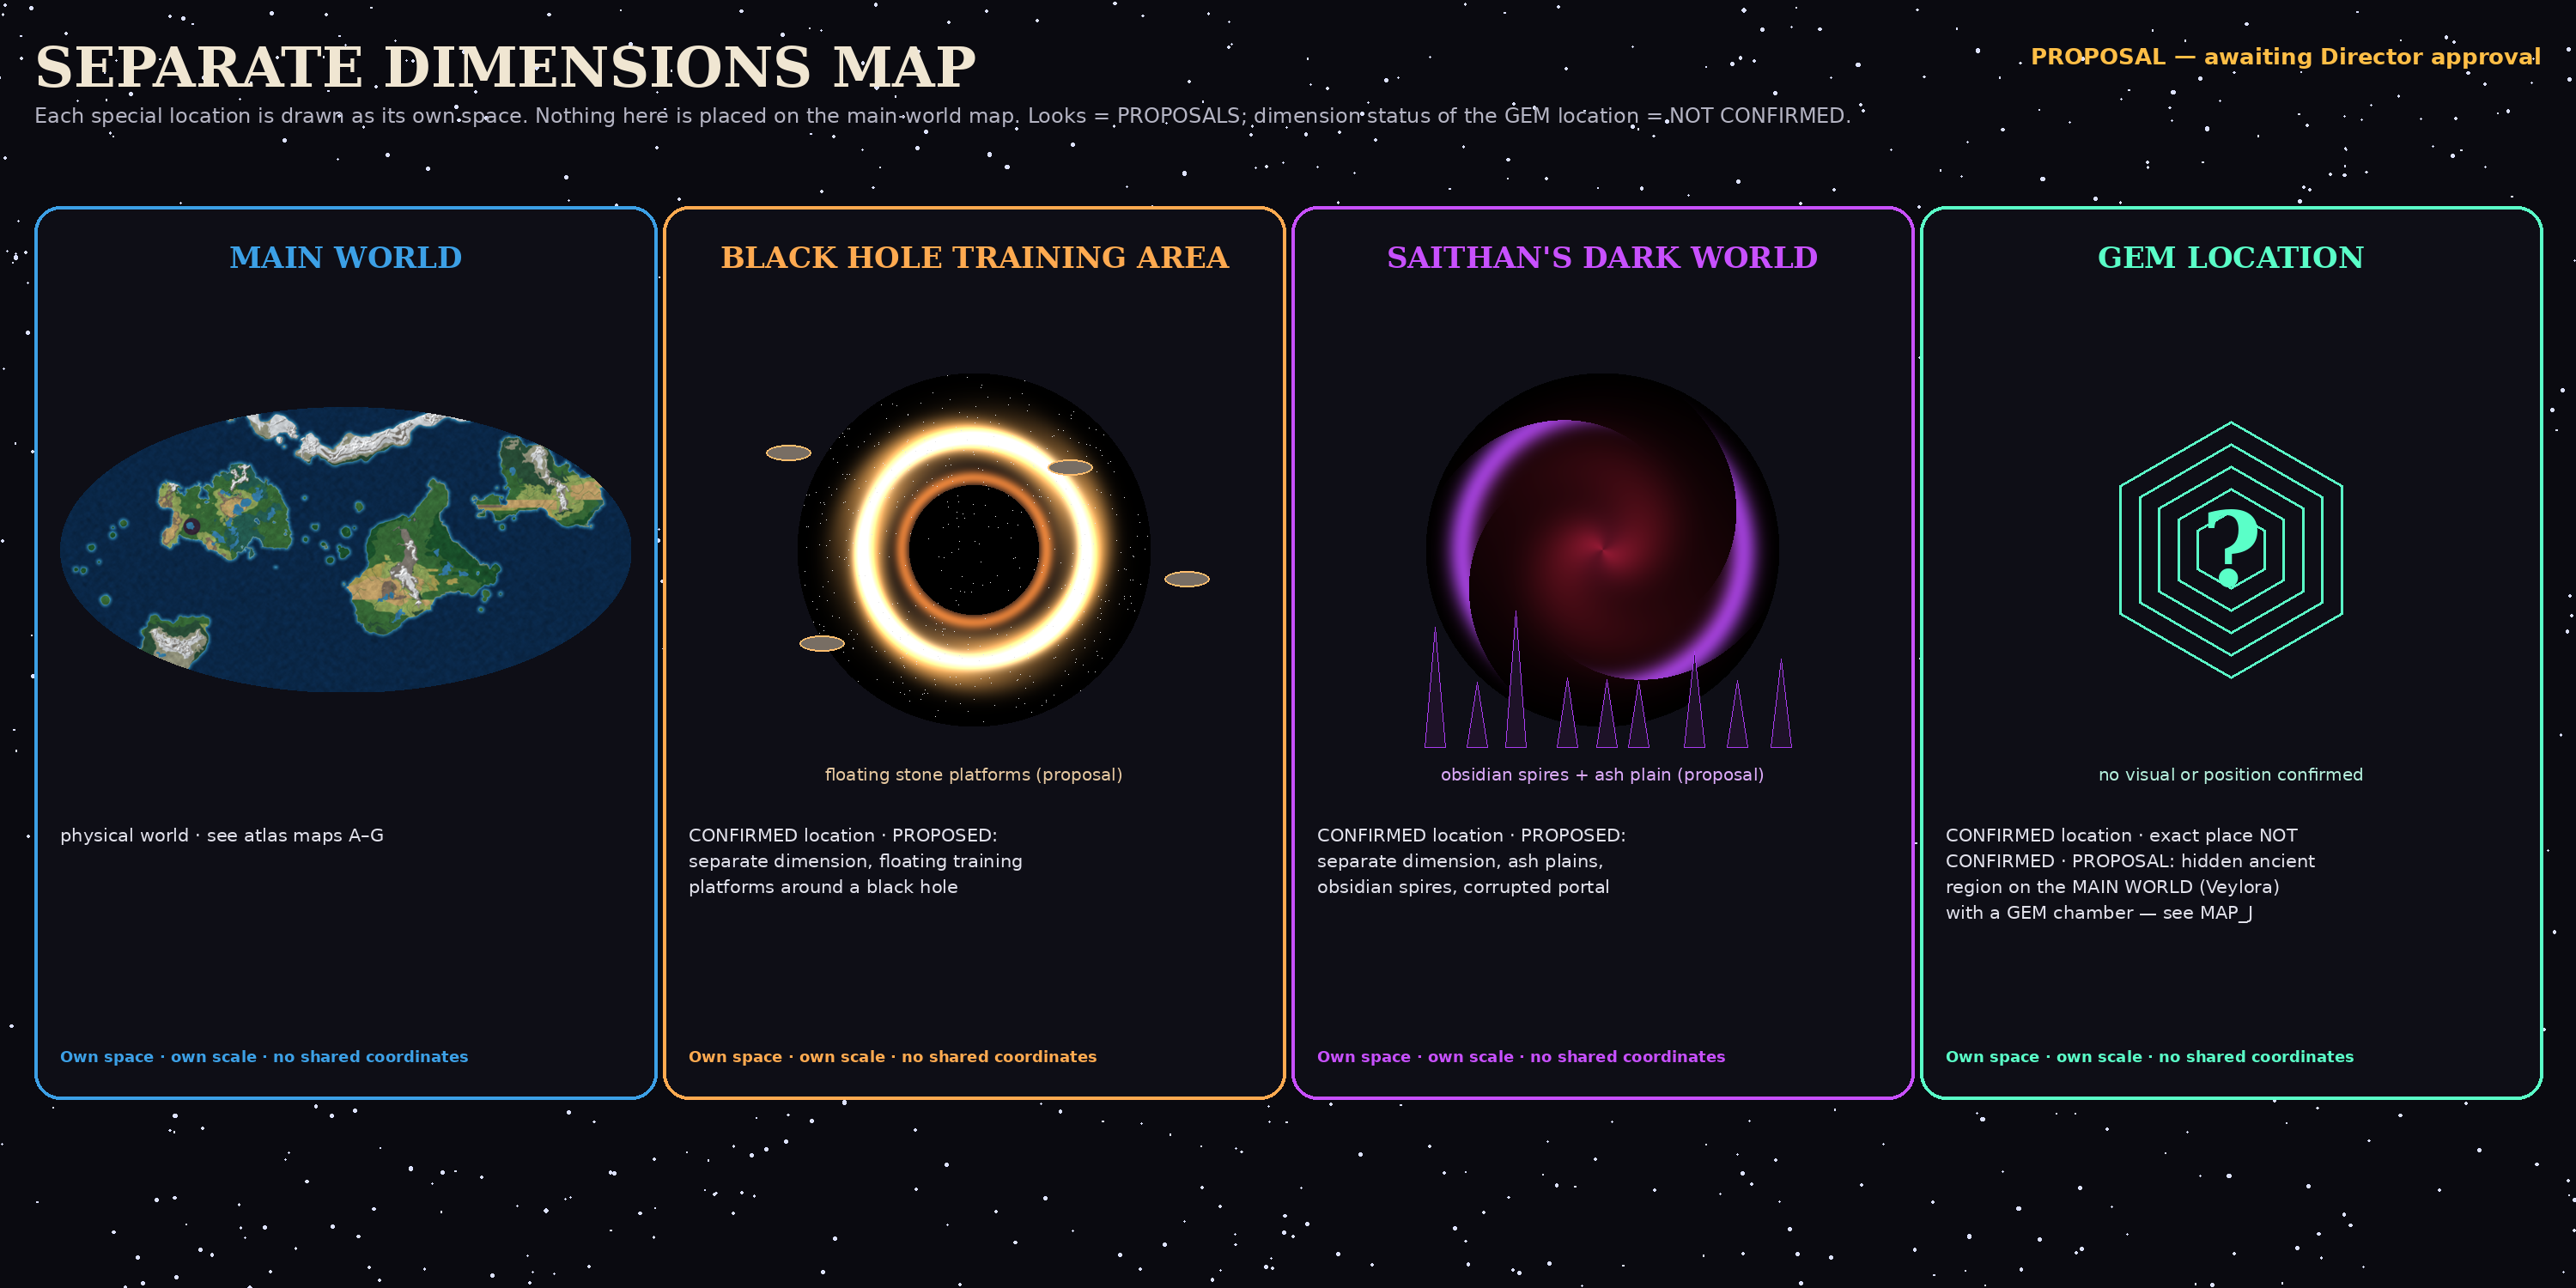 SEPARATE DIMENSIONS MAP
PROPOSAL — awaiting Director approval
Each special location is drawn as its own space. Nothing here is placed on the main-world map. Looks = PROPOSALS; dimension status of the GEM location = NOT CONFIRMED.
MAIN WORLD
physical world · see atlas maps A–G
Own space · own scale · no shared coordinates
BLACK HOLE TRAINING AREA
floating stone platforms (proposal)
CONFIRMED location · PROPOSED:
separate dimension, floating training
platforms around a black hole
Own space · own scale · no shared coordinates
SAITHAN'S DARK WORLD
obsidian spires + ash plain (proposal)
CONFIRMED location · PROPOSED:
separate dimension, ash plains,
obsidian spires, corrupted portal
Own space · own scale · no shared coordinates
GEM LOCATION
?
no visual or position confirmed
CONFIRMED location · exact place NOT
CONFIRMED · PROPOSAL: hidden ancient
region on the MAIN WORLD (Veylora)
with a GEM chamber — see MAP_J
Own space · own scale · no shared coordinates